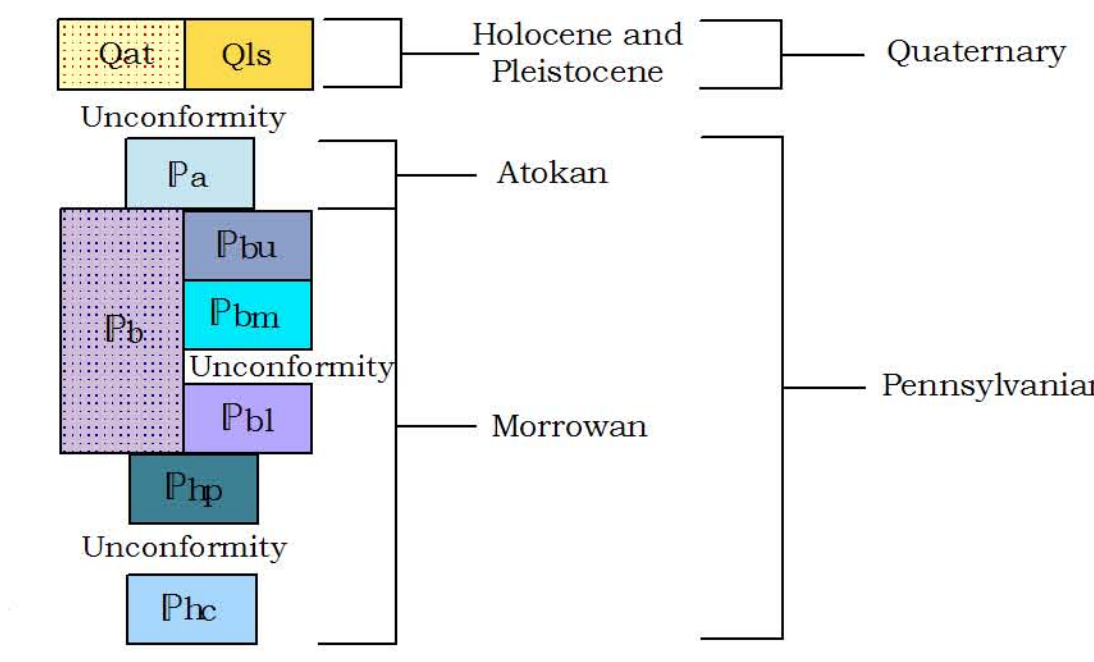 Qat Qls
Holocene and
Pleistocene
Quaternary
Unconformity
ℙa
Atokan
ℙbu
ℙb
ℙbm
Unconformity
ℙbl
Morrowan
Pennsylvanian
ℙhp
Unconformity
ℙhc